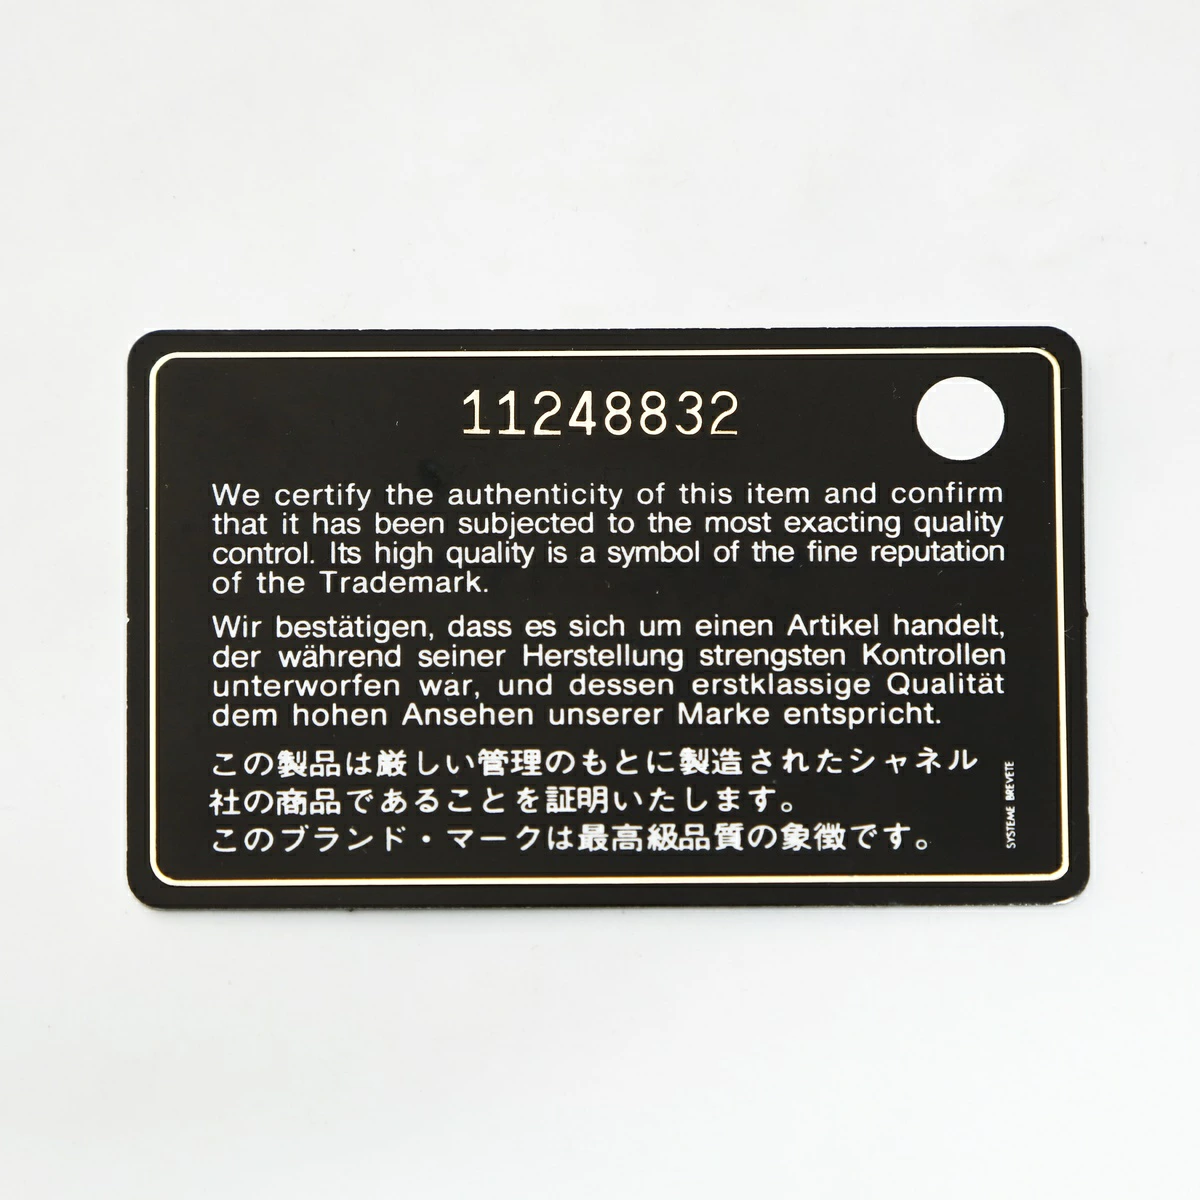 11248832
We certify the authenticity of this item and confirm
that it has been subjected to the most exacting quality
control. Its high quality is a symbol of the fine reputation
of the Trademark.
Wir bestätigen, dass es sich um einen Artikel handelt,
der während seiner Herstellung strengsten Kontrollen
unterworfen war, und dessen erstklassige Qualität
dem hohen Ansehen unserer Marke entspricht.
この製品は厳しい管理のもとに製造されたシャネル
社の商品であることを証明いたします。
このブランド・マークは最高級品質の象徴です。
SYSTEME BREVETE